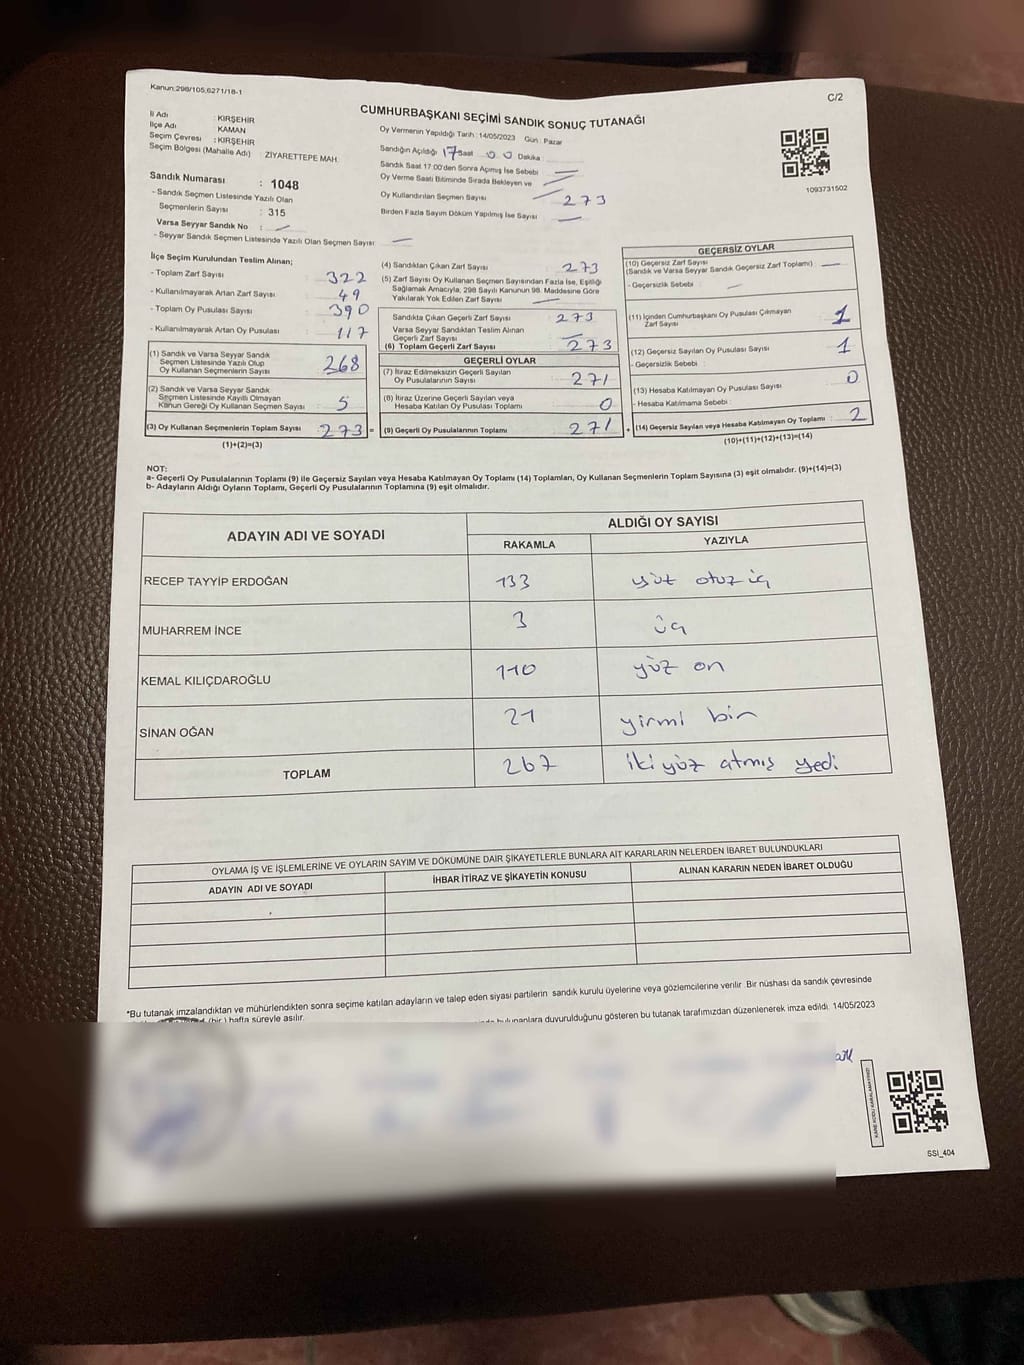 Kanun:298/105,6271/18-1
C/2
CUMHURBAŞKANI SEÇİMİ SANDIK SONUÇ TUTANAĞI
İl Adı : KIRŞEHİR
İlçe Adı KAMAN
Seçim Çevresi : KIRŞEHİR
Seçim Bölgesi (Mahalle Adı) : ZİYARETTEPE MAH.
Oy Vermenin Yapıldığı Tarih : 14/05/2023 Gün : Pazar
Sandığın Açıldığı 17 Saat 00 Dakika :
Sandık Saat 17:00'den Sonra Açmış İse Sebebi
Oy Verme Saati Bitiminde Sırada Bekleyen ve
Oy Kullandırılan Seçmen Sayısı 273
Birden Fazla Sayım Döküm Yapılmış İse Sayısı
1093731502
Sandık Numarası : 1048
- Sandık Seçmen Listesinde Yazılı Olan
Seçmenlerin Sayısı : 315
Varsa Seyyar Sandık No :
- Seyyar Sandık Seçmen Listesinde Yazılı Olan Seçmen Sayısı
İlçe Seçim Kurulundan Teslim Alınan;
- Toplam Zarf Sayısı 322
- Kullanılmayarak Artan Zarf Sayısı 49
- Toplam Oy Pusulası Sayısı 390
- Kullanılmayarak Artan Oy Pusulası 117
(1) Sandık ve Varsa Seyyar Sandık
Seçmen Listesinde Yazılı Olup
Oy Kullanan Seçmenlerin Sayısı 268
(2) Sandık ve Varsa Seyyar Sandık
Seçmen Listesinde Kayıtlı Olmayan
Kanun Gereği Oy Kullanan Seçmen Sayısı 5
(3) Oy Kullanan Seçmenlerin Toplam Sayısı 273 =
(1)+(2)=(3)
(4) Sandıktan Çıkan Zarf Sayısı 273
(5) Zarf Sayısı Oy Kullanan Seçmen Sayısından Fazla İse, Eşitliği
Sağlamak Amacıyla, 298 Sayılı Kanunun 98. Maddesine Göre
Yakılarak Yok Edilen Zarf Sayısı
Sandıkta Çıkan Geçerli Zarf Sayısı 273
Varsa Seyyar Sandıktan Teslim Alınan
Geçerli Zarf Sayısı
(6) Toplam Geçerli Zarf Sayısı 273
GEÇERLİ OYLAR
(7) İtiraz Edilmeksizin Geçerli Sayılan
Oy Pusulalarının Sayısı 271
(8) İtiraz Üzerine Geçerli Sayılan veya
Hesaba Katılan Oy Pusulası Toplamı 0
(9) Geçerli Oy Pusulalarının Toplamı 271 +
GEÇERSİZ OYLAR
(10) Geçersiz Zarf Sayısı
(Sandık ve Varsa Seyyar Sandık Geçersiz Zarf Toplamı)
- Geçersizlik Sebebi :
(11) İçinden Cumhurbaşkanı Oy Pusulası Çıkmayan
Zarf Sayısı 1
(12) Geçersiz Sayılan Oy Pusulası Sayısı 1
- Geçersizlik Sebebi :
(13) Hesaba Katılmayan Oy Pusulası Sayısı 0
- Hesaba Katılmama Sebebi :
(14) Geçersiz Sayılan veya Hesaba Katılmayan Oy Toplamı : 2
(10)+(11)+(12)+(13)=(14)
NOT:
a- Geçerli Oy Pusulalarının Toplamı (9) ile Geçersiz Sayılan veya Hesaba Katılmayan Oy Toplamı (14) Toplamları, Oy Kullanan Seçmenlerin Toplam Sayısına (3) eşit olmalıdır. (9)+(14)=(3)
b- Adayların Aldığı Oyların Toplamı, Geçerli Oy Pusulalarının Toplamına (9) eşit olmalıdır.
ADAYIN ADI VE SOYADI
ALDIĞI OY SAYISI
RAKAMLA YAZIYLA
RECEP TAYYİP ERDOĞAN 133 yüz otuz üç
MUHARREM İNCE 3 üç
KEMAL KILIÇDAROĞLU 110 yüz on
SİNAN OĞAN 21 yirmi bin
TOPLAM 267 iki yüz atmış yedi
OYLAMA İŞ VE İŞLEMLERİNE VE OYLARIN SAYIM VE DÖKÜMÜNE DAİR ŞİKAYETLERLE BUNLARA AİT KARARLARIN NELERDEN İBARET BULUNDUKLARI
ADAYIN ADI VE SOYADI İHBAR İTİRAZ VE ŞİKAYETİN KONUSU ALINAN KARARIN NEDEN İBARET OLDUĞU
*Bu tutanak imzalandıktan ve mühürlendikten sonra seçime katılan adayların ve talep eden siyasi partilerin sandık kurulu üyelerine veya gözlemcilerine verilir. Bir nüshası da sandık çevresinde
(bir) hafta süreyle asılır.
bulunanlara duyurulduğunu gösteren bu tutanak tarafımızdan düzenlenerek imza edildi. 14/05/2023
KARE KODU KARALAMAYINIZ
SSI_404